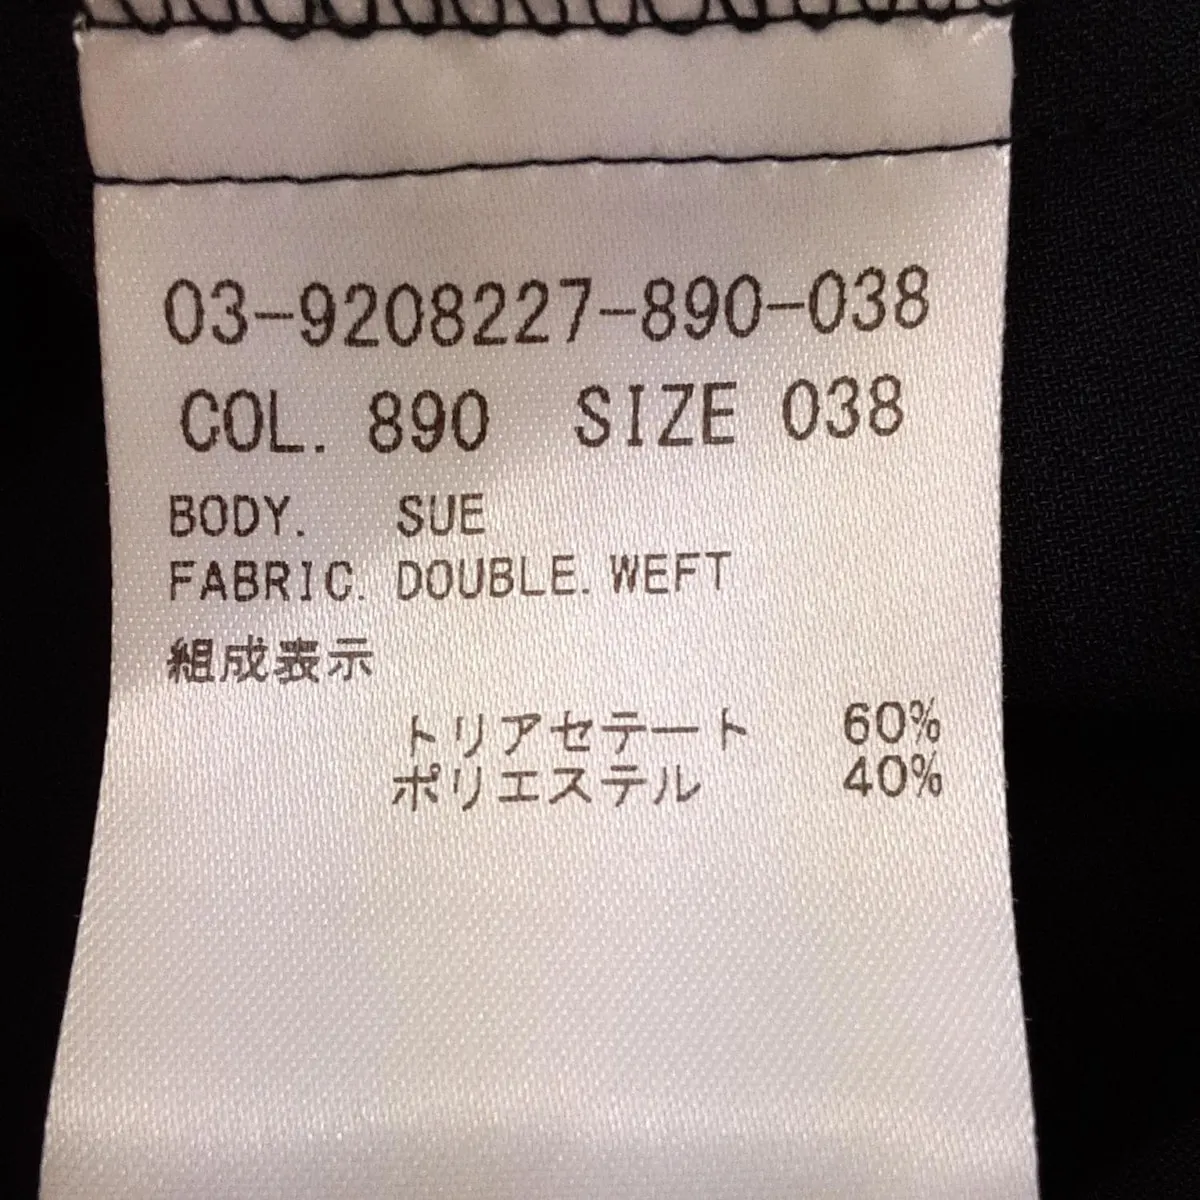 03-9208227-890-038
COL. 890 SIZE 038
BODY. SUE
FABRIC. DOUBLE. WEFT
組成表示
トリアセテート 60%
ポリエステル 40%